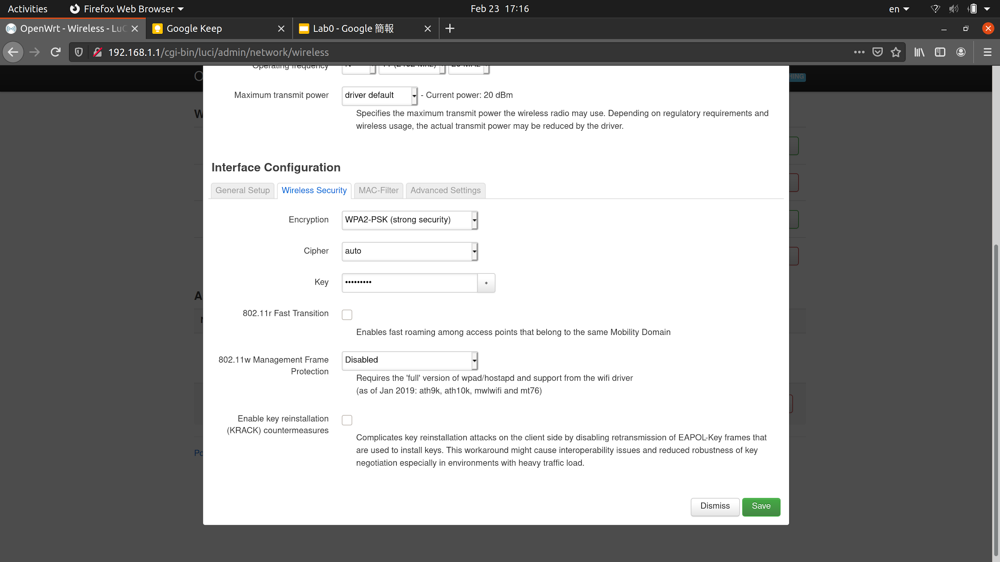 Activities Firefox Web Browser Feb 23 17:16 en
OpenWrt - Wireless - LuC Google Keep Lab0 - Google 簡報
192.168.1.1/cgi-bin/luci/admin/network/wireless
Operating frequency
Maximum transmit power driver default - Current power: 20 dBm
Specifies the maximum transmit power the wireless radio may use. Depending on regulatory requirements and
wireless usage, the actual transmit power may be reduced by the driver.
Interface Configuration
General Setup Wireless Security MAC-Filter Advanced Settings
Encryption WPA2-PSK (strong security)
Cipher auto
Key ••••••••• *
802.11r Fast Transition
Enables fast roaming among access points that belong to the same Mobility Domain
802.11w Management Frame Disabled
Protection
Requires the 'full' version of wpad/hostapd and support from the wifi driver
(as of Jan 2019: ath9k, ath10k, mwlwifi and mt76)
Enable key reinstallation
(KRACK) countermeasures
Complicates key reinstallation attacks on the client side by disabling retransmission of EAPOL-Key frames that
are used to install keys. This workaround might cause interoperability issues and reduced robustness of key
negotiation especially in environments with heavy traffic load.
Dismiss Save